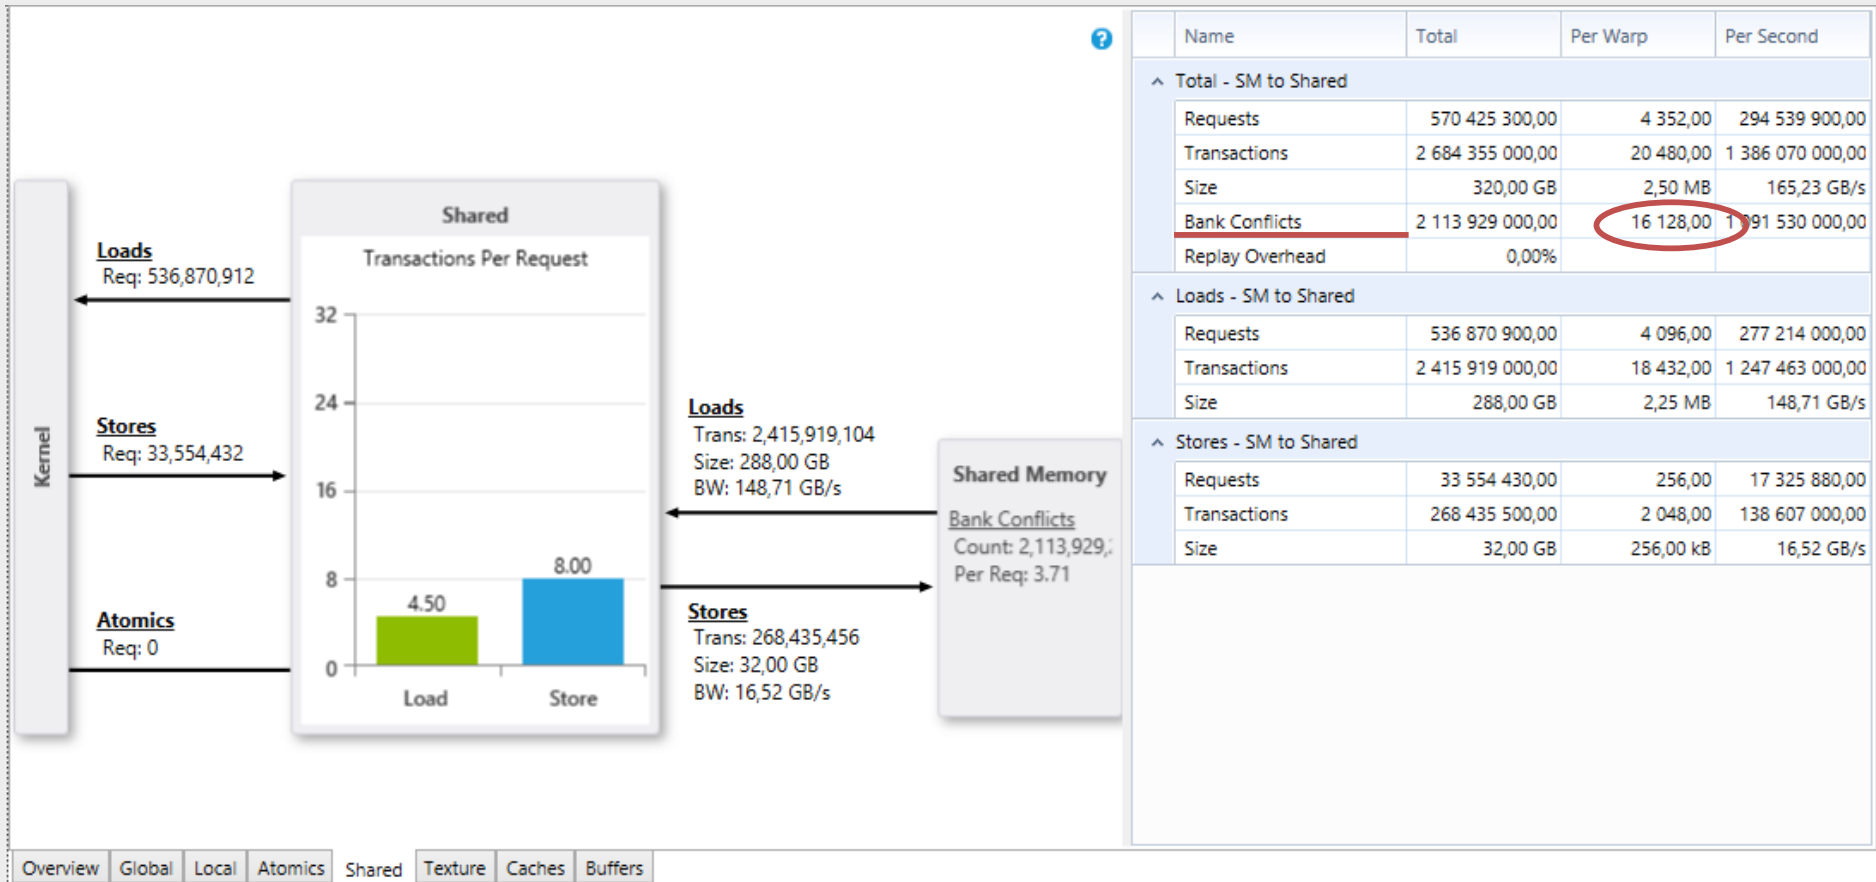 ?
Shared
Transactions Per Request
32
24
16
8
0
4.50
8.00
Load
Store
Kernel
Loads
Req: 536,870,912
Stores
Req: 33,554,432
Atomics
Req: 0
Loads
Trans: 2,415,919,104
Size: 288,00 GB
BW: 148,71 GB/s
Stores
Trans: 268,435,456
Size: 32,00 GB
BW: 16,52 GB/s
Shared Memory
Bank Conflicts
Count: 2,113,929,
Per Req: 3.71
Name Total Per Warp Per Second
Total - SM to Shared
Requests 570 425 300,00 4 352,00 294 539 900,00
Transactions 2 684 355 000,00 20 480,00 1 386 070 000,00
Size 320,00 GB 2,50 MB 165,23 GB/s
Bank Conflicts 2 113 929 000,00 16 128,00 1 091 530 000,00
Replay Overhead 0,00%
Loads - SM to Shared
Requests 536 870 900,00 4 096,00 277 214 000,00
Transactions 2 415 919 000,00 18 432,00 1 247 463 000,00
Size 288,00 GB 2,25 MB 148,71 GB/s
Stores - SM to Shared
Requests 33 554 430,00 256,00 17 325 880,00
Transactions 268 435 500,00 2 048,00 138 607 000,00
Size 32,00 GB 256,00 kB 16,52 GB/s
Overview Global Local Atomics Shared Texture Caches Buffers